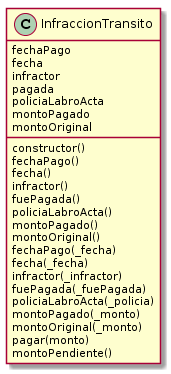 C InfraccionTransito
fechaPago
fecha
infractor
pagada
policiaLabroActa
montoPagado
montoOriginal
constructor()
fechaPago()
fecha()
infractor()
fuePagada()
policiaLabroActa()
montoPagado()
montoOriginal()
fechaPago(_fecha)
fecha(_fecha)
infractor(_infractor)
fuePagada(_fuePagada)
policiaLabroActa(_policia)
montoPagado(_monto)
montoOriginal(_monto)
pagar(monto)
montoPendiente()